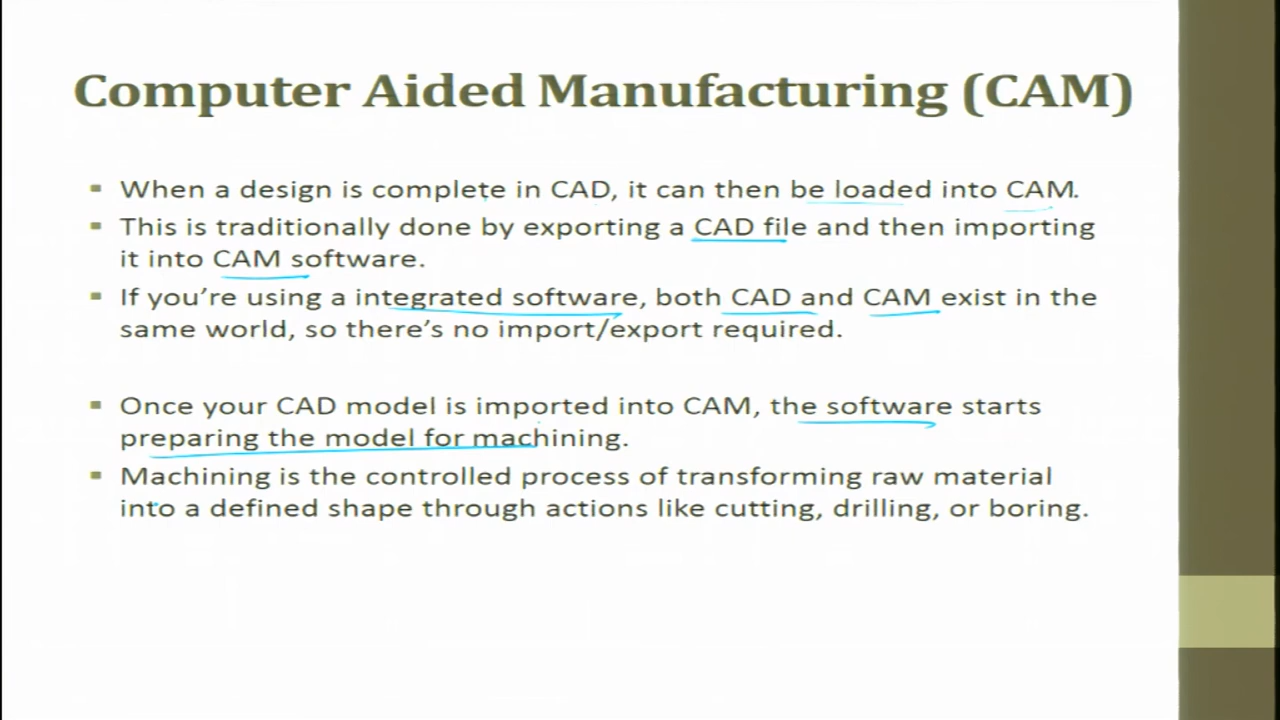 Computer Aided Manufacturing (CAM)
▪ When a design is complete in CAD, it can then be loaded into CAM.
▪ This is traditionally done by exporting a CAD file and then importing
it into CAM software.
▪ If you’re using a integrated software, both CAD and CAM exist in the
same world, so there’s no import/export required.
▪ Once your CAD model is imported into CAM, the software starts
preparing the model for machining.
▪ Machining is the controlled process of transforming raw material
into a defined shape through actions like cutting, drilling, or boring.